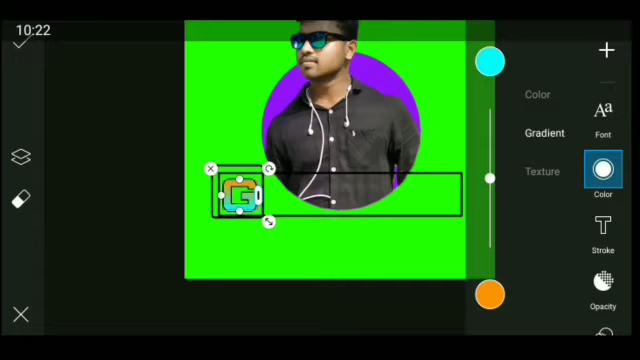 10:22
Color
Gradient
Texture
Aa
Font
Color
T
Stroke
Opacity
G